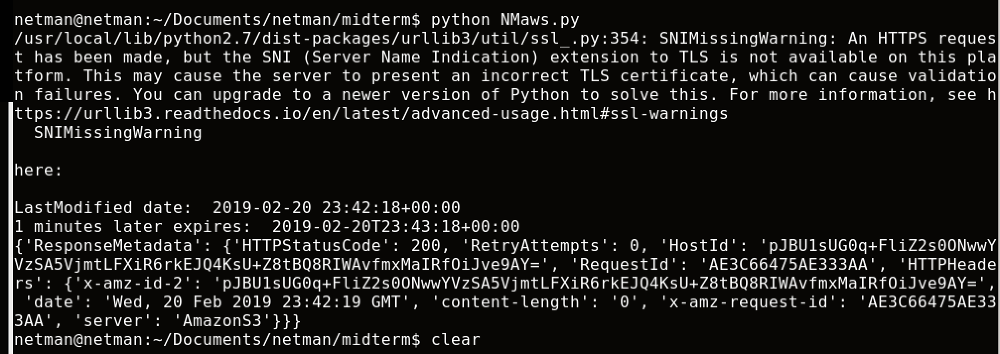 netman@netman:~/Documents/netman/midterm$ python NMaws.py
/usr/local/lib/python2.7/dist-packages/urllib3/util/ssl_.py:354: SNIMissingWarning: An HTTPS reques
t has been made, but the SNI (Server Name Indication) extension to TLS is not available on this pla
tform. This may cause the server to present an incorrect TLS certificate, which can cause validatio
n failures. You can upgrade to a newer version of Python to solve this. For more information, see h
ttps://urllib3.readthedocs.io/en/latest/advanced-usage.html#ssl-warnings
  SNIMissingWarning

here:

LastModified date:  2019-02-20 23:42:18+00:00
1 minutes later expires:  2019-02-20T23:43:18+00:00
{'ResponseMetadata': {'HTTPStatusCode': 200, 'RetryAttempts': 0, 'HostId': 'pJBU1sUG0q+FliZ2s0ONwwY
VzSA5VjmtLFXiR6rkEJQ4KsU+Z8tBQ8RIWAvfmxMaIRfOiJve9AY=', 'RequestId': 'AE3C66475AE333AA', 'HTTPHeade
rs': {'x-amz-id-2': 'pJBU1sUG0q+FliZ2s0ONwwYVzSA5VjmtLFXiR6rkEJQ4KsU+Z8tBQ8RIWAvfmxMaIRfOiJve9AY=',
 'date': 'Wed, 20 Feb 2019 23:42:19 GMT', 'content-length': '0', 'x-amz-request-id': 'AE3C66475AE33
3AA', 'server': 'AmazonS3'}}}
netman@netman:~/Documents/netman/midterm$ clear